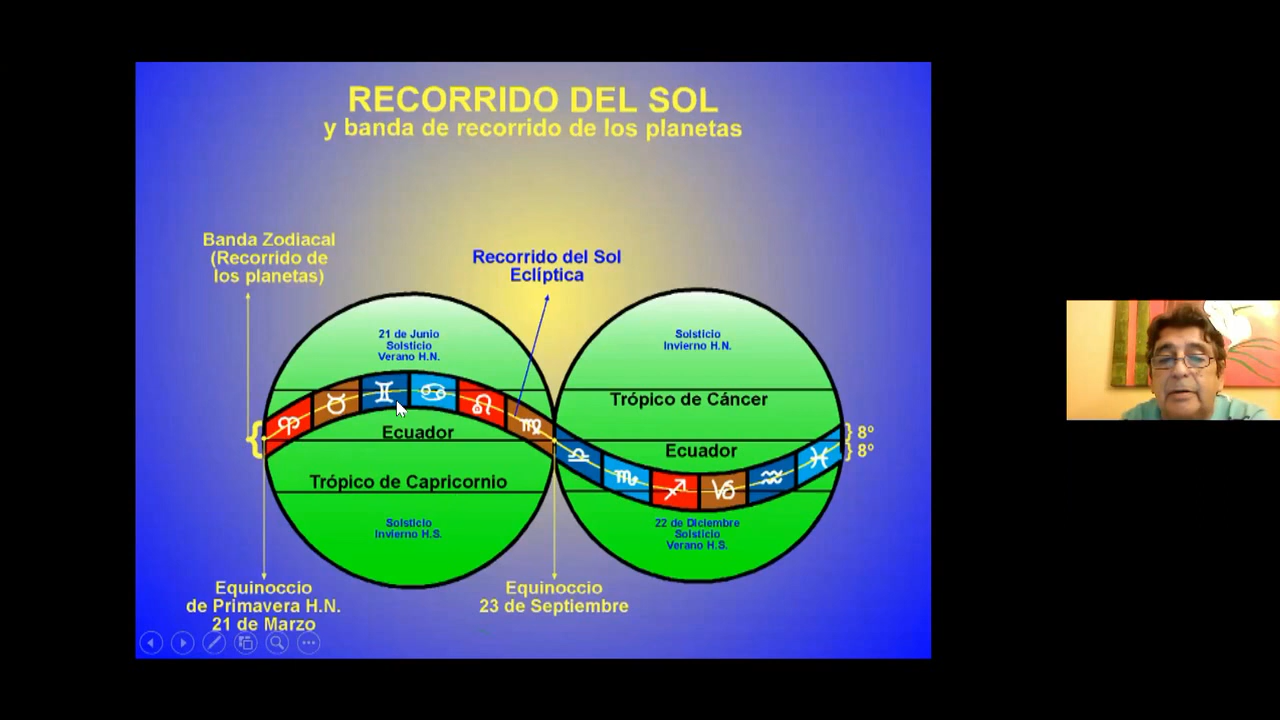 RECORRIDO DEL SOL
y banda de recorrido de los planetas
Banda Zodiacal
(Recorrido de
los planetas)
Recorrido del Sol
Eclíptica
21 de Junio
Solsticio
Verano H.N.
Solsticio
Invierno H.N.
Trópico de Cáncer
♈ ♉ ♊ ♋ ♌ ♍ ♎ ♏ ♐ ♑ ♒ ♓
Ecuador
Ecuador
} 8°
} 8°
{
Trópico de Capricornio
Solsticio
Invierno H.S.
22 de Diciembre
Solsticio
Verano H.S.
Equinoccio
de Primavera H.N.
21 de Marzo
Equinoccio
23 de Septiembre